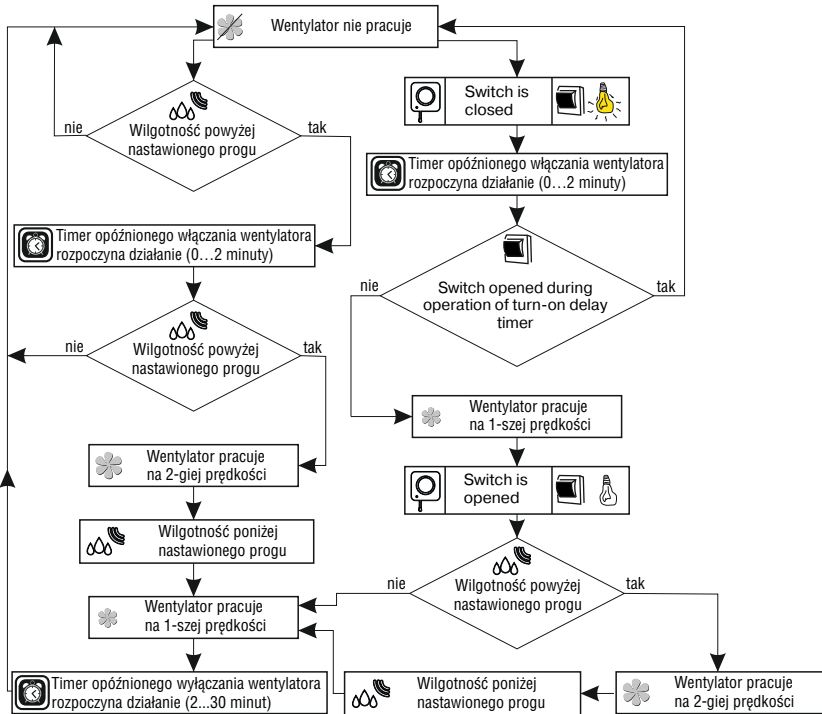 Wentylator nie pracuje
Switch is
closed
Wilgotność powyżej
nastawionego progu
nie
tak
Timer opóźnionego włączania wentylatora
rozpoczyna działanie (0...2 minuty)
Timer opóźnionego włączania wentylatora
rozpoczyna działanie (0...2 minuty)
Switch opened during
operation of turn-on delay
timer
nie
tak
Wilgotność powyżej
nastawionego progu
nie
tak
Wentylator pracuje
na 1-szej prędkości
Wentylator pracuje
na 2-giej prędkości
Switch is
opened
Wilgotność poniżej
nastawionego progu
Wilgotność powyżej
nastawionego progu
nie
tak
Wentylator pracuje
na 1-szej prędkości
Timer opóźnionego wyłączania wentylatora
rozpoczyna działanie (2...30 minut)
Wilgotność poniżej
nastawionego progu
Wentylator pracuje
na 2-giej prędkości